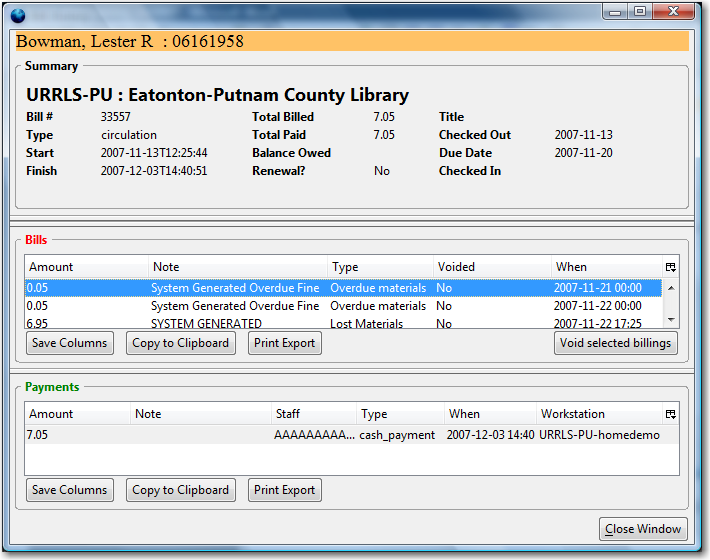 Bowman, Lester R : 06161958
Summary
URRLS-PU : Eatonton-Putnam County Library
Bill # 33557 Total Billed 7.05 Title
Type circulation Total Paid 7.05 Checked Out 2007-11-13
Start 2007-11-13T12:25:44 Balance Owed Due Date 2007-11-20
Finish 2007-12-03T14:40:51 Renewal? No Checked In
Bills
Amount Note Type Voided When
0.05 System Generated Overdue Fine Overdue materials No 2007-11-21 00:00
0.05 System Generated Overdue Fine Overdue materials No 2007-11-22 00:00
6.95 SYSTEM GENERATED Lost Materials No 2007-11-22 17:25
Save Columns Copy to Clipboard Print Export Void selected billings
Payments
Amount Note Staff Type When Workstation
7.05 AAAAAAAAA... cash_payment 2007-12-03 14:40 URRLS-PU-homedemo
Save Columns Copy to Clipboard Print Export
Close Window